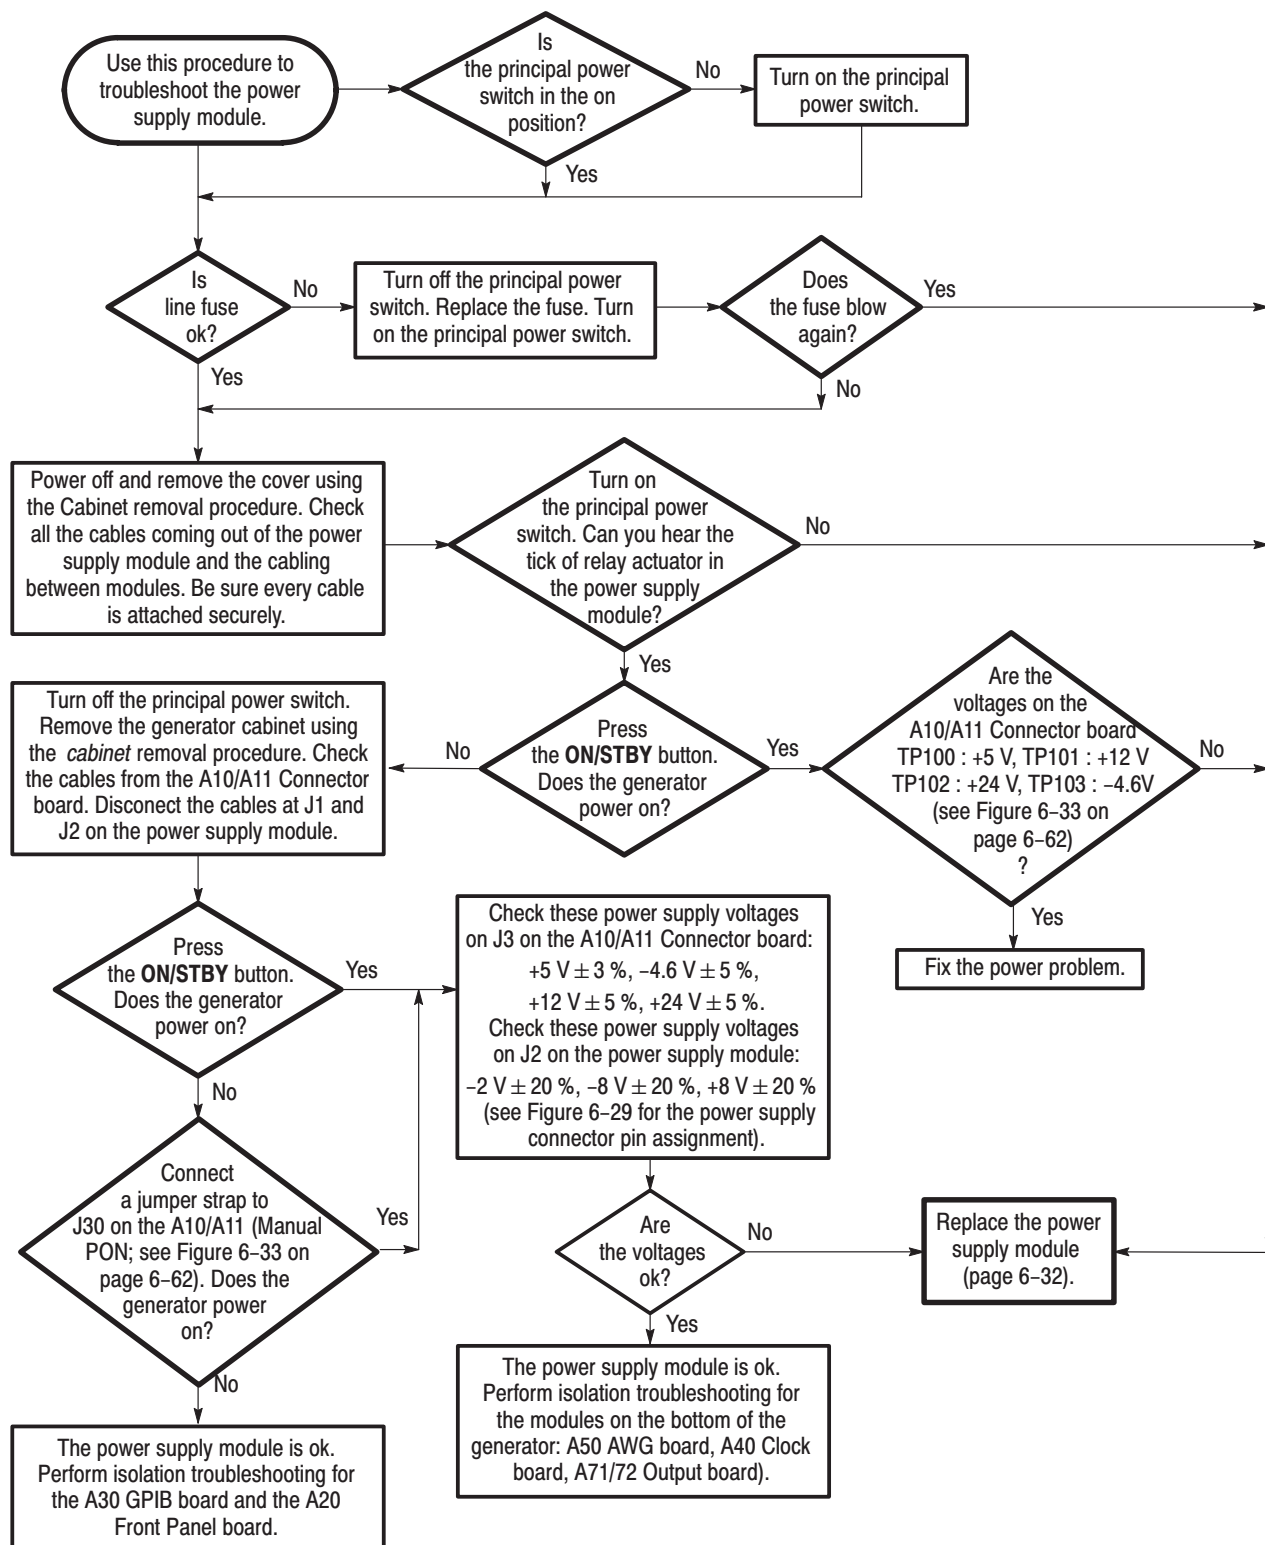 Use this procedure to
troubleshoot the power
supply module.
Is
the principal power
switch in the on
position?
No
Turn on the principal
power switch.
Yes
Is
line fuse
ok?
No
Turn off the principal power
switch. Replace the fuse. Turn
on the principal power switch.
Does
the fuse blow
again?
Yes
Yes
No
Power off and remove the cover using
the Cabinet removal procedure. Check
all the cables coming out of the power
supply module and the cabling
between modules. Be sure every cable
is attached securely.
Turn on
the principal power
switch. Can you hear the
tick of relay actuator in
the power supply
module?
No
Yes
Turn off the principal power switch.
Remove the generator cabinet using
the cabinet removal procedure. Check
the cables from the A10/A11 Connector
board. Disconect the cables at J1 and
J2 on the power supply module.
No
Press
the ON/STBY button.
Does the generator
power on?
Yes
Are the
voltages on the
A10/A11 Connector board
TP100 : +5 V, TP101 : +12 V
TP102 : +24 V, TP103 : –4.6V
(see Figure 6–33 on
page 6–62)
?
No
Yes
Fix the power problem.
Press
the ON/STBY button.
Does the generator
power on?
Yes
No
Check these power supply voltages
on J3 on the A10/A11 Connector board:
+5 V ± 3 %, –4.6 V ± 5 %,
+12 V ± 5 %, +24 V ± 5 %.
Check these power supply voltages
on J2 on the power supply module:
–2 V ± 20 %, –8 V ± 20 %, +8 V ± 20 %
(see Figure 6–29 for the power supply
connector pin assignment).
Connect
a jumper strap to
J30 on the A10/A11 (Manual
PON; see Figure 6–33 on
page 6–62). Does the
generator power
on?
Yes
No
Are
the voltages
ok?
No
Replace the power
supply module
(page 6–32).
Yes
The power supply module is ok.
Perform isolation troubleshooting for
the modules on the bottom of the
generator: A50 AWG board, A40 Clock
board, A71/72 Output board).
The power supply module is ok.
Perform isolation troubleshooting for
the A30 GPIB board and the A20
Front Panel board.